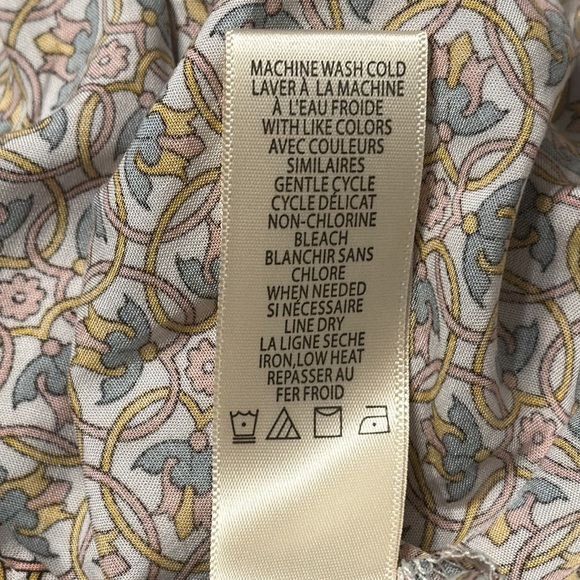 MACHINE WASH COLD
LAVER À LA MACHINE
À L'EAU FROIDE
WITH LIKE COLORS
AVEC COULEURS
SIMILAIRES
GENTLE CYCLE
CYCLE DÉLICAT
NON-CHLORINE
BLEACH
BLANCHIR SANS
CHLORE
WHEN NEEDED
SI NÉCESSAIRE
LINE DRY
LA LIGNE SECHE
IRON,LOW HEAT
REPASSER AU
FER FROID